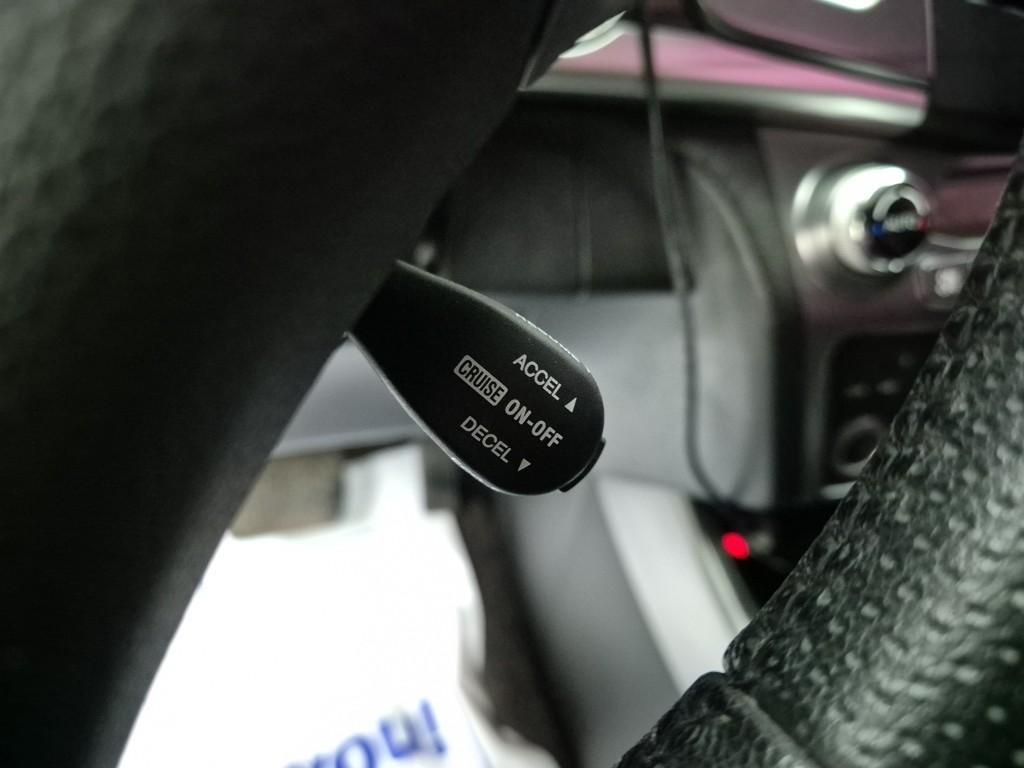 ACCEL ▲
CRUISE ON-OFF
DECEL ▼